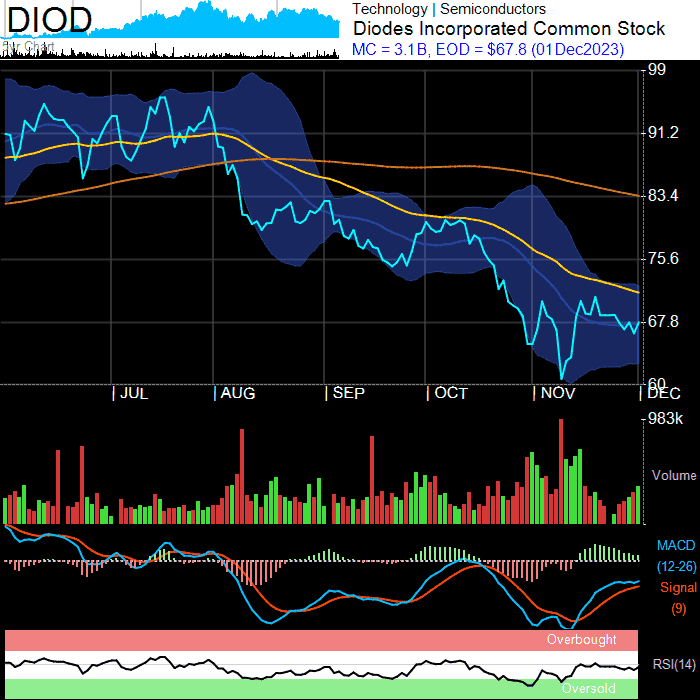 DIOD
5yr Chart
Technology | Semiconductors
Diodes Incorporated Common Stock
MC = 3.1B, EOD = $67.8 (01Dec2023)
99
91.2
83.4
75.6
67.8
60
JUL AUG SEP OCT NOV DEC
983k
Volume
MACD
(12-26)
Signal
(9)
Overbought
RSI(14)
Oversold